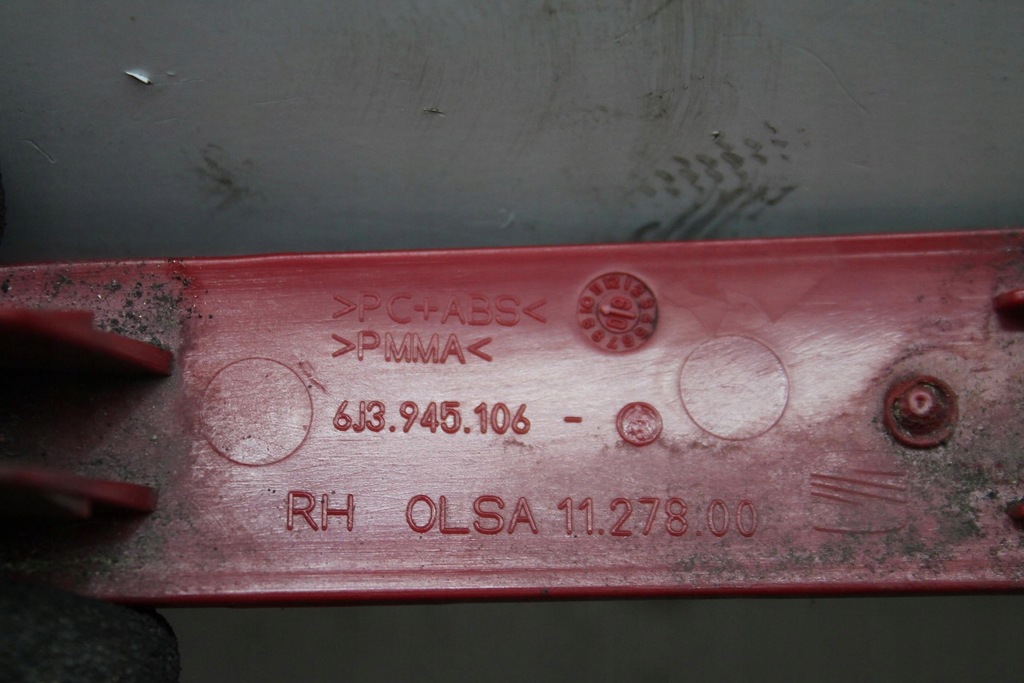 >PC+ABS<
>PMMA<
6J3.945.106 -
RH OLSA 11.278.00